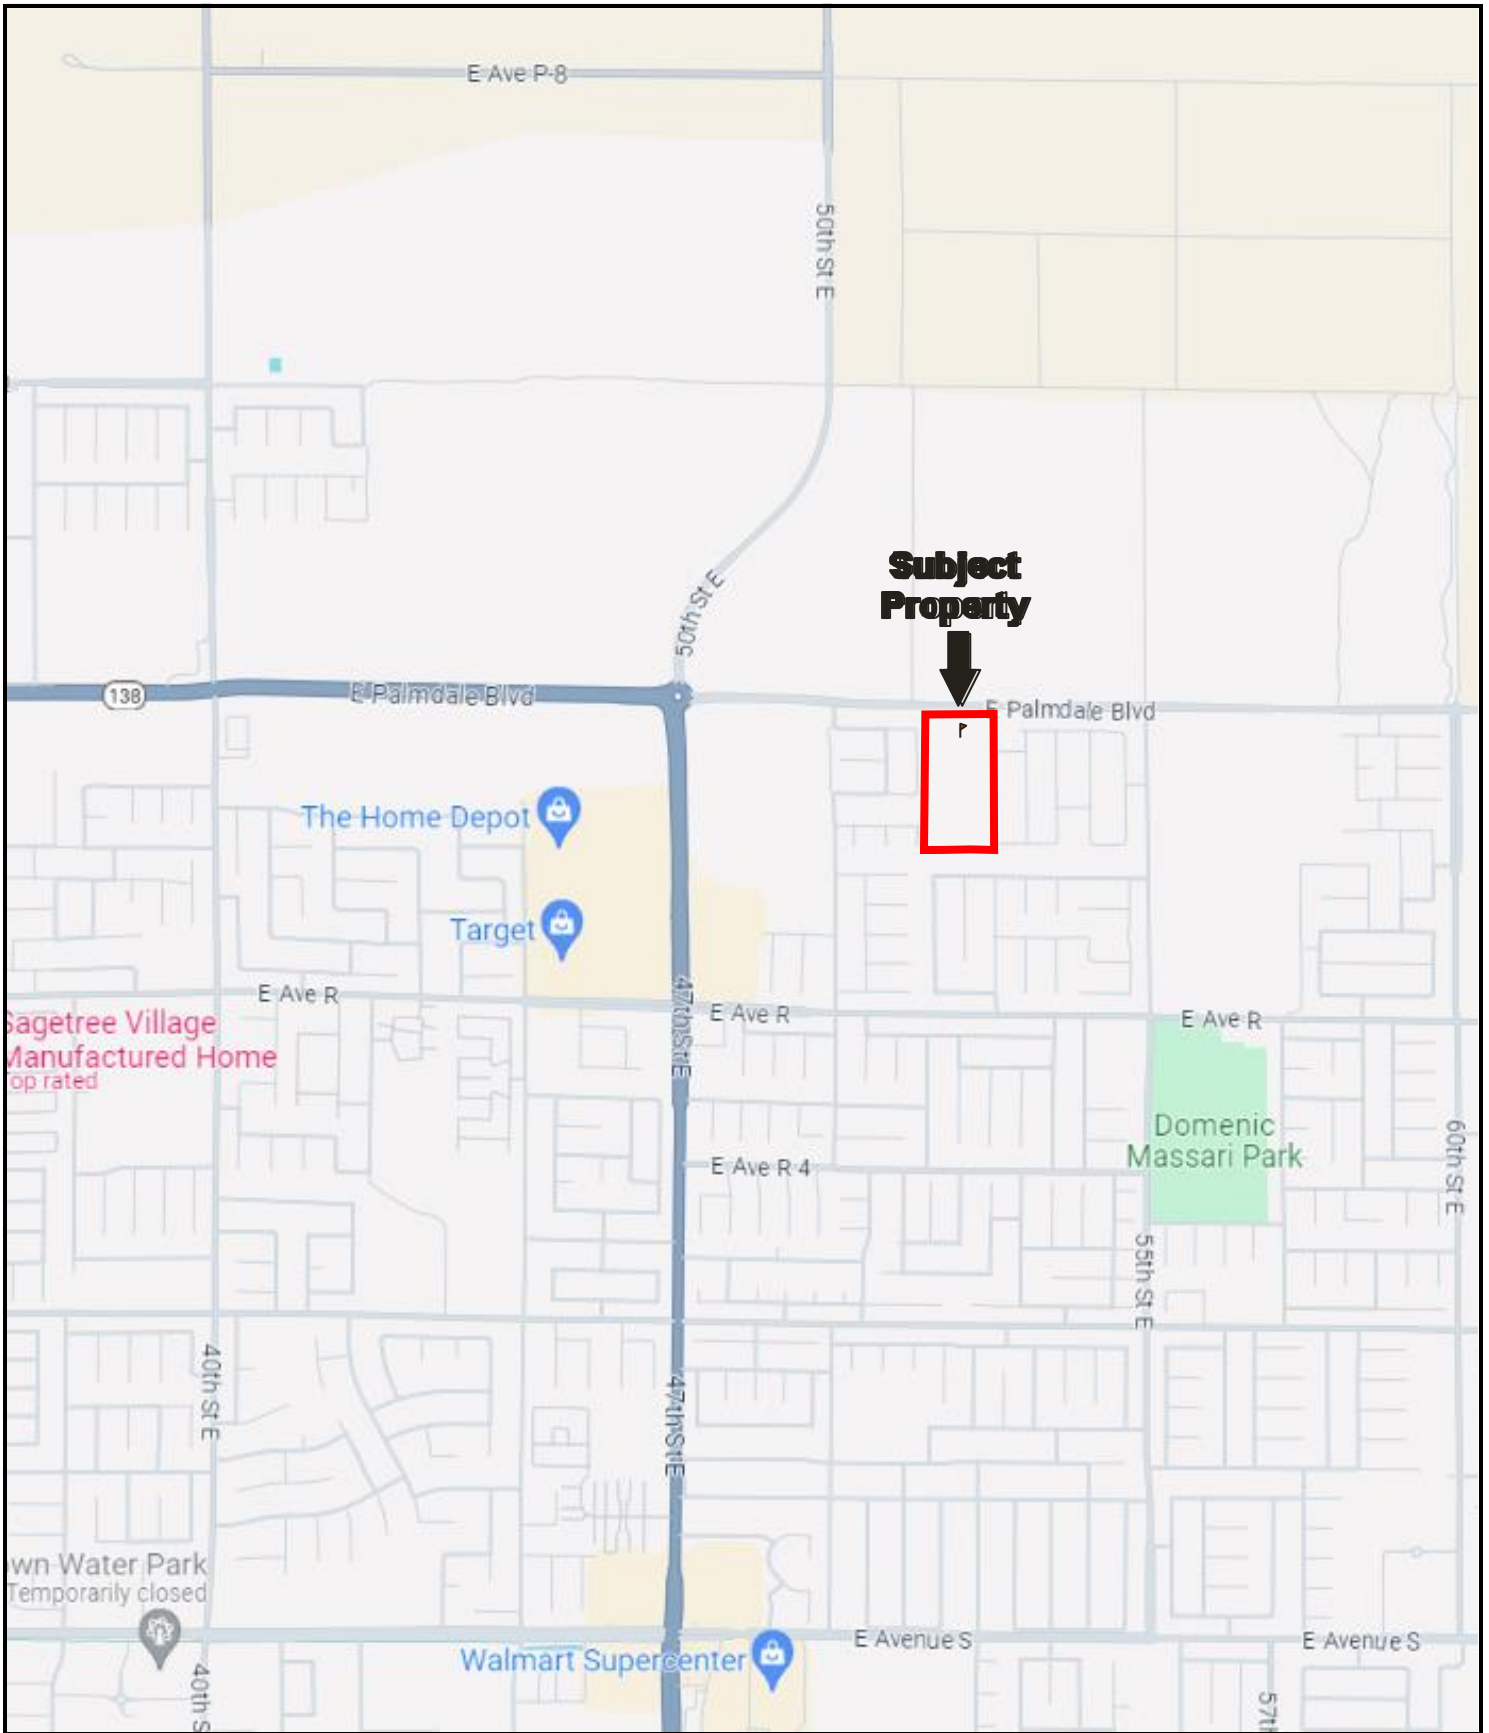 E Ave P-8
50th St E
Subject
Property
50th St E
138
E Palmdale Blvd
E Palmdale Blvd
The Home Depot
Target
E Ave R
47th St E
E Ave R
E Ave R
Sagetree Village
Manufactured Home
op rated
Domenic
Massari Park
60th St E
E Ave R 4
55th St E
40th St E
47th St E
own Water Park
Temporarily closed
E Avenue S
E Avenue S
Walmart Supercenter
40th S
57th